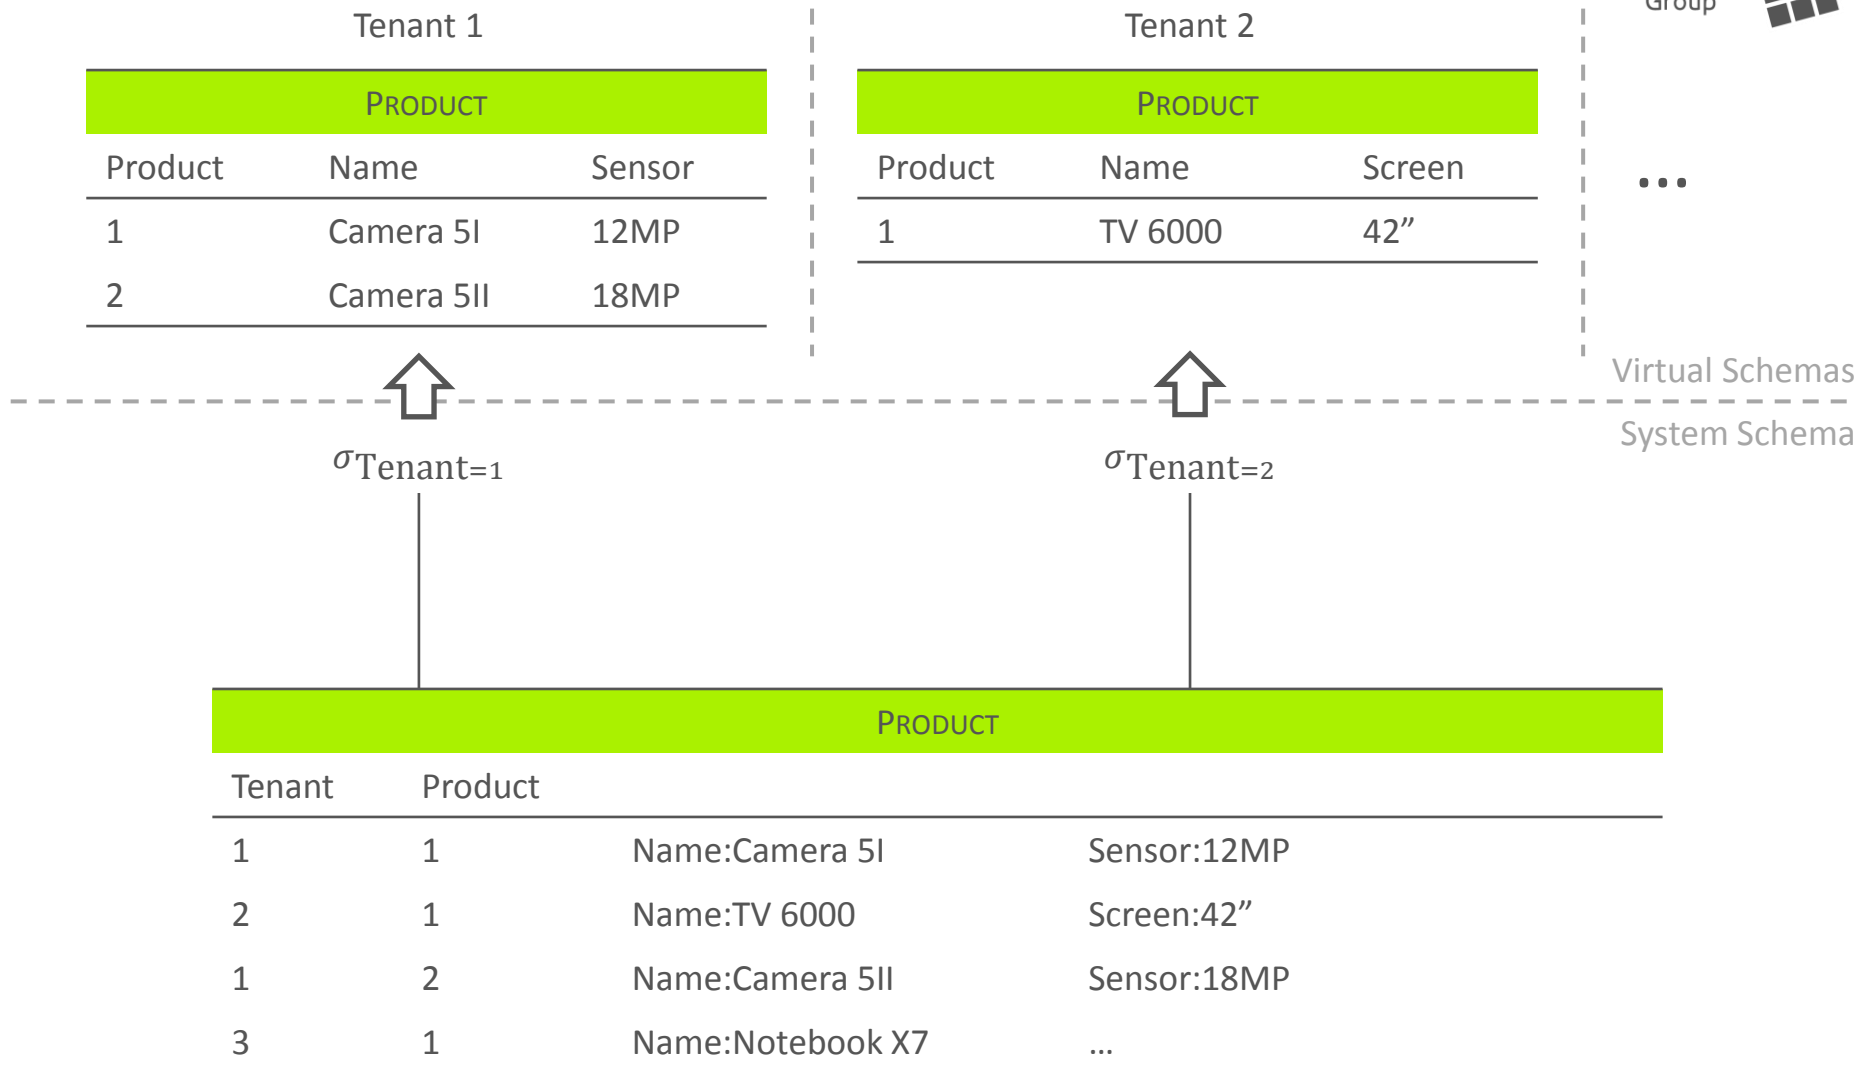 Group
Tenant 1
Tenant 2
PRODUCT
PRODUCT
Product Name Sensor
Product Name Screen
...
1 Camera 5I 12MP
1 TV 6000 42”
2 Camera 5II 18MP
Virtual Schemas
System Schema
σTenant=1
σTenant=2
PRODUCT
Tenant Product
1 1 Name:Camera 5I Sensor:12MP
2 1 Name:TV 6000 Screen:42”
1 2 Name:Camera 5II Sensor:18MP
3 1 Name:Notebook X7 …